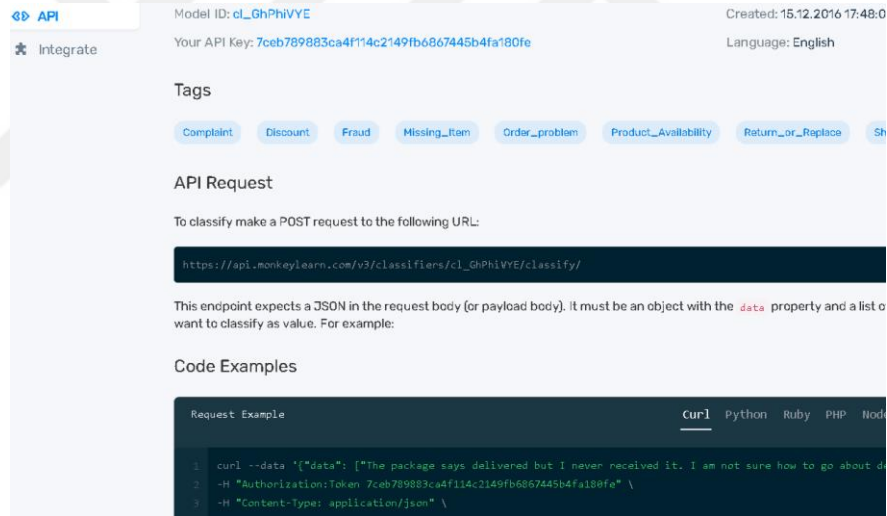 API
Integrate
Model ID: cl_GhPhiVYE
Created: 15.12.2016 17:48:0
Your API Key: 7ceb789883ca4f114c2149fb6867445b4fa180fe
Language: English
Tags
Complaint Discount Fraud Missing_Item Order_problem Product_Availability Return_or_Replace Sh
API Request
To classify make a POST request to the following URL:
https://api.monkeylearn.com/v3/classifiers/cl_GhPhiVYE/classify/
This endpoint expects a JSON in the request body (or payload body). It must be an object with the data property and a list o
want to classify as value. For example:
Code Examples
Request Example Curl Python Ruby PHP Node
1 curl --data '{"data": ["The package says delivered but I never received it. I am not sure how to go about de
2 -H "Authorization:Token 7ceb789883ca4f114c2149fb6867445b4fa180fe" \
3 -H "Content-Type: application/json" \